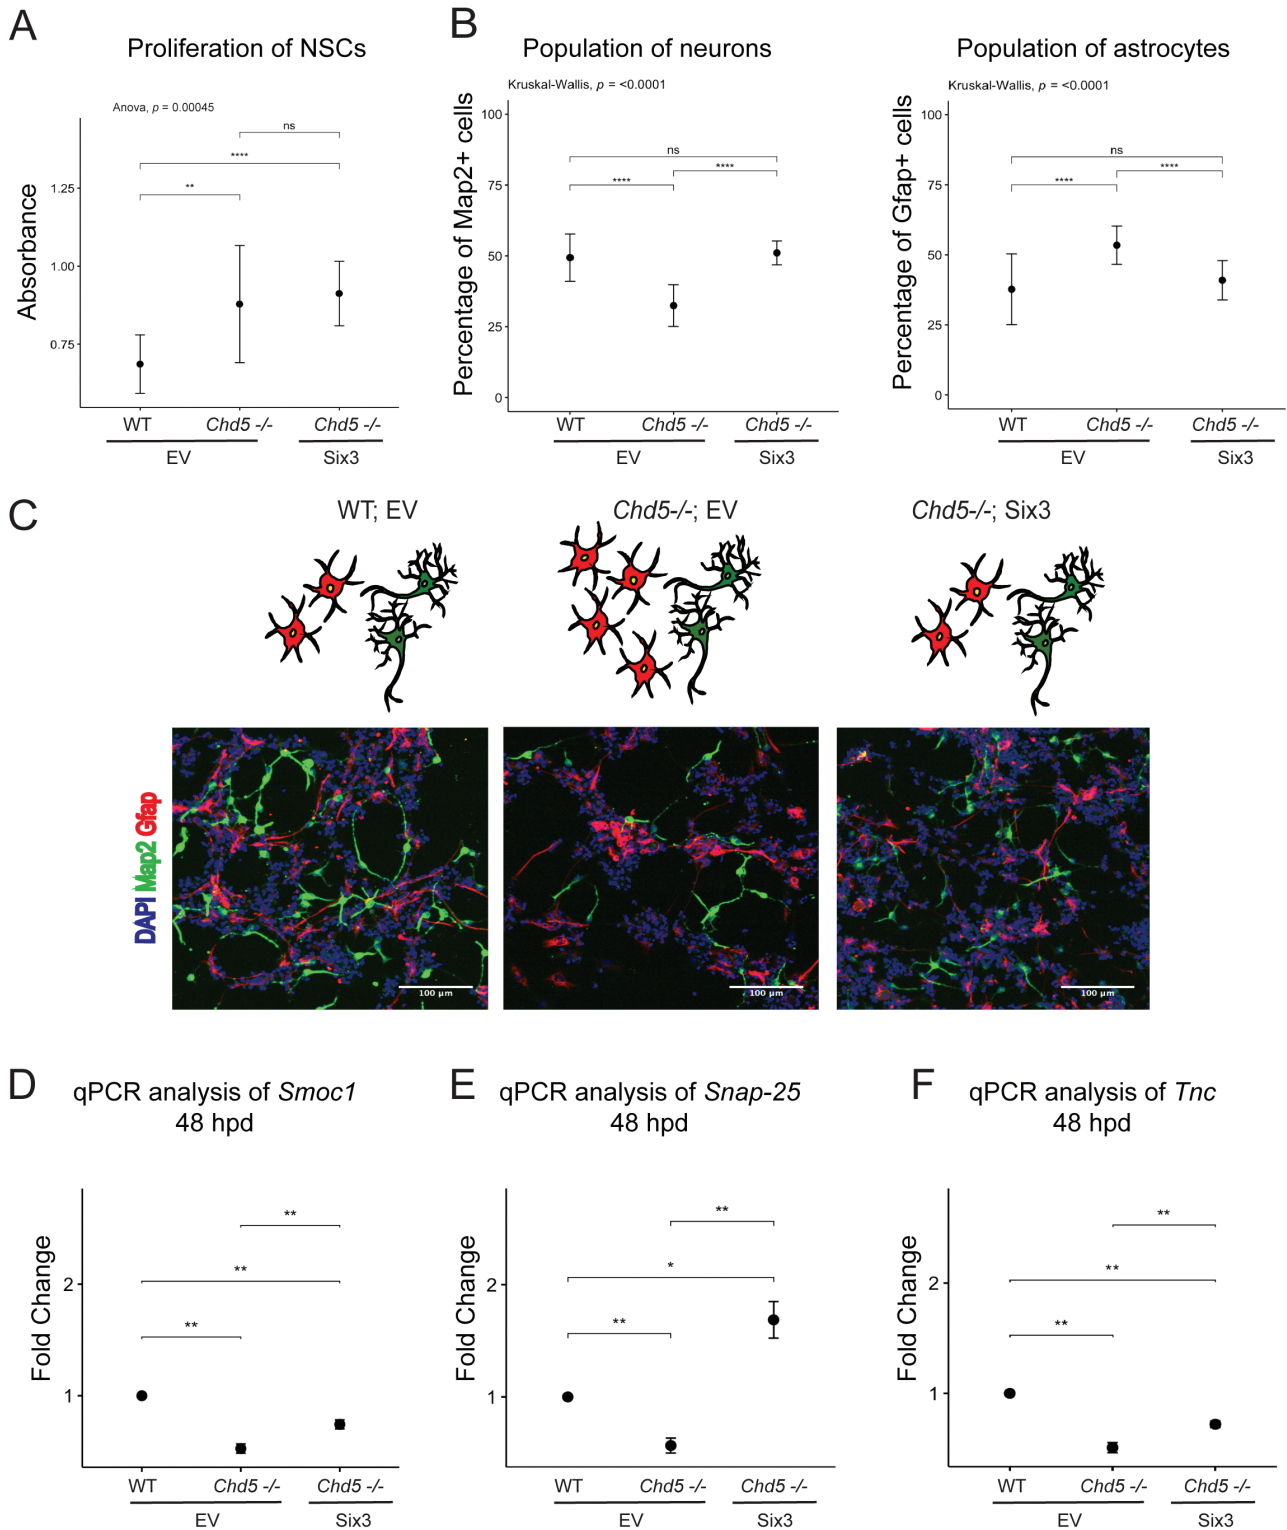 A
Proliferation of NSCs
Anova, p = 0.00045
ns
****
**
1.25
1.00
0.75
Absorbance
WT
Chd5 -/-
Chd5 -/-
EV
Six3
B
Population of neurons
Kruskal-Wallis, p = <0.0001
100
ns
****
****
75
50
25
0
Percentage of Map2+ cells
WT
Chd5 -/-
Chd5 -/-
EV
Six3
Population of astrocytes
Kruskal-Wallis, p = <0.0001
100
ns
****
****
75
50
25
0
Percentage of Gfap+ cells
WT
Chd5 -/-
Chd5 -/-
EV
Six3
C
WT; EV
Chd5-/-; EV
Chd5-/-; Six3
DAPI Map2 Gfap
100 µm
100 µm
100 µm
D
qPCR analysis of Smoc1
48 hpd
**
**
**
2
1
Fold Change
WT
Chd5 -/-
Chd5 -/-
EV
Six3
E
qPCR analysis of Snap-25
48 hpd
**
*
**
2
1
Fold Change
WT
Chd5 -/-
Chd5 -/-
EV
Six3
F
qPCR analysis of Tnc
48 hpd
**
**
**
2
1
Fold Change
WT
Chd5 -/-
Chd5 -/-
EV
Six3